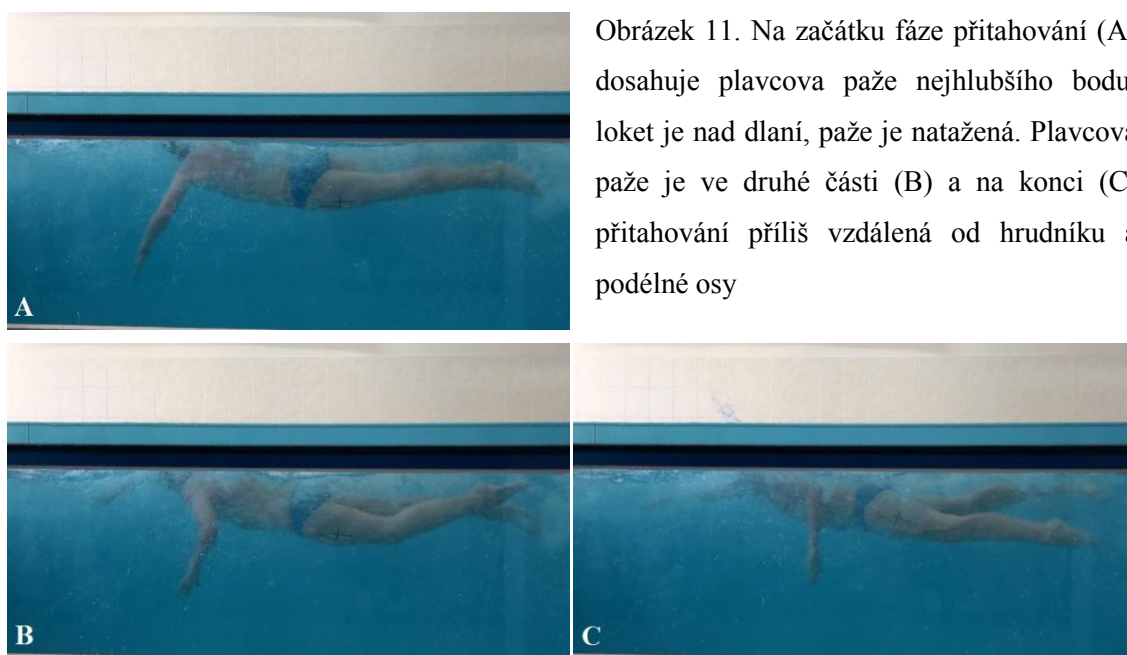 Obrázek 11. Na začátku fáze přitahování (A)
dosahuje plavcova paže nejhlubšího bodu,
loket je nad dlaní, paže je natažená. Plavcova
paže je ve druhé části (B) a na konci (C)
přitahování příliš vzdálená od hrudníku a
podélné osy
A
B
C